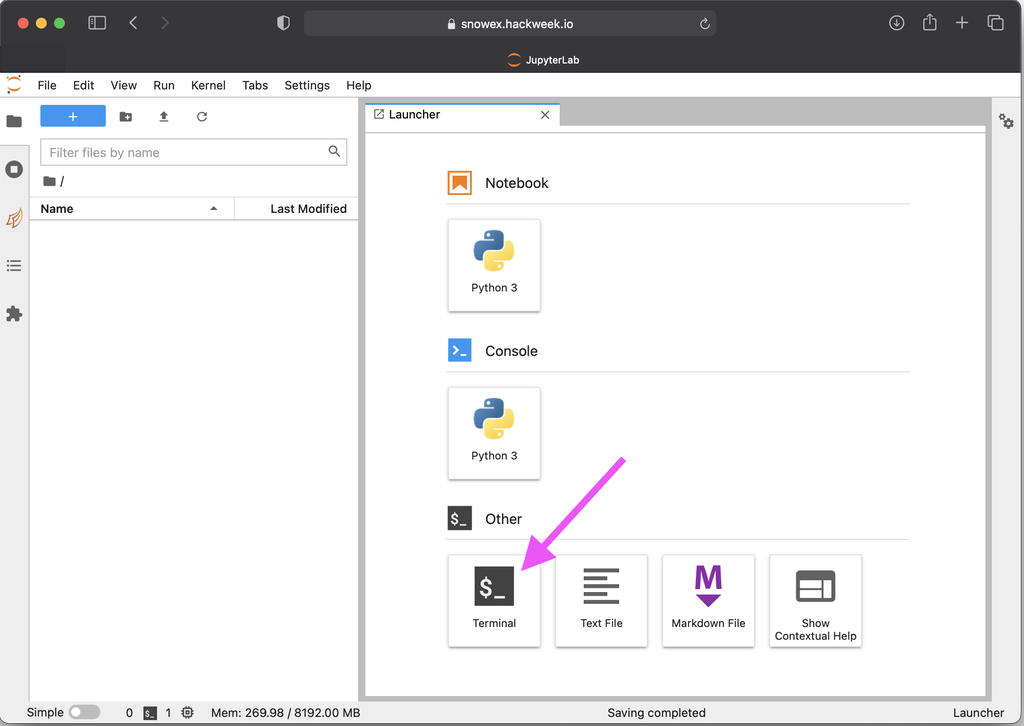 snowex.hackweek.io
JupyterLab
File Edit View Run Kernel Tabs Settings Help
+
Filter files by name
/
Name Last Modified
Launcher
Notebook
Python 3
>_ Console
Python 3
$_ Other
$_
Terminal
Text File
M
Markdown File
Show
Contextual Help
Simple 0 $_ 1 Mem: 269.98 / 8192.00 MB Saving completed Launcher